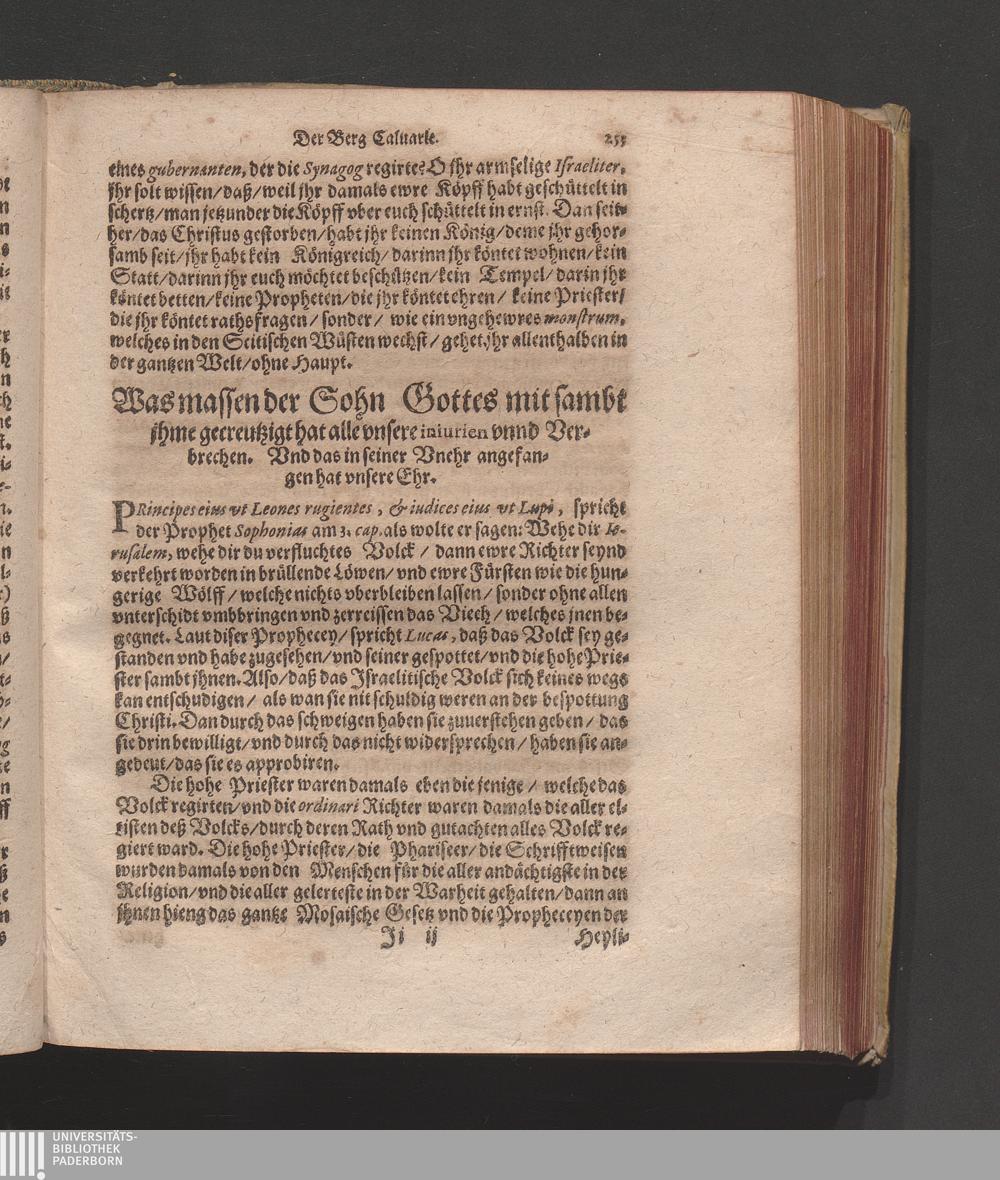 Der Berg Caluarie. 253
eines gubernanten, der die Synagog regirte? O jhr armselige Israeliter,
jhr solt wissen/ daß/ weil jhr damals ewre Köpff habt geschüttelt in
schertz/ man jetzunder die Köpff vber euch schüttelt in ernst. Dan seit-
her/ das Christus gestorben/ habt jhr keinen König/ deme jhr gehor-
samb seit/ jhr habt kein Königreich/ darinn jhr köntet wohnen/ kein
Statt/ darinn jhr euch möchtet beschützen/ kein Tempel/ darin jhr
köntet betten/ keine Propheten/ die jhr köntet ehren/ keine Priester/
die jhr köntet rathsfragen/ sonder/ wie ein vngehewres monstrum,
welches in den Scitischen Wüsten wechst/ gehet jhr allenthalben in
der gantzen Welt/ ohne Haupt.
Was massen der Sohn Gottes mit sambt
jhme gecreutzigt hat alle vnsere iniurien vnnd Ver-
brechen. Vnd das in seiner Vnehr angefan-
gen hat vnsere Ehr.
PRincipes eius vt Leones rugientes, & iudices eius vt Lupi, spricht
der Prophet Sophonias am 3. cap. als wolte er sagen: Wehe dir Ie-
rusalem, wehe dir du verfluchtes Volck/ dann ewre Richter seynd
verkehrt worden in brüllende Löwen/ vnd ewre Fürsten wie die hun-
gerige Wölff/ welche nichts vberbleiben lassen/ sonder ohne allen
vnterschidt vmbbringen vnd zerreissen das Viech/ welches jnen be-
gegnet. Laut diser Prophecey/ spricht Lucas, daß das Volck sey ge-
standen vnd habe zugesehen/ vnd seiner gespottet/ vnd die hohe Prie-
ster sambt jhnen. Also/ daß das Israelitische Volck sich keines wegs
kan entschudigen/ als wan sie nit schuldig weren an der bespottung
Christi. Dan durch das schweigen haben sie zuuerstehen geben/ das
sie drin bewilligt/ vnd durch das nicht widersprechen/ haben sie an-
gedeut/ das sie es approbiren.
Die hohe Priester waren damals eben die jenige/ welche das
Volck regirten/ vnd die ordinari Richter waren damals die aller el-
tisten deß Volcks/ durch deren Rath vnd gutachten alles Volck re-
giert ward. Die hohe Priester/ die Phariseer/ die Schrifftweisen
wurden damals von den Menschen für die aller andächtigste in der
Religion/ vnd die aller gelerteste in der Warheit gehalten/ dann an
jhnen hieng das gantze Mosaische Gesetz vnd die Propheceyen der
Ii ij Heyli-
UNIVERSITÄTS-
BIBLIOTHEK
PADERBORN